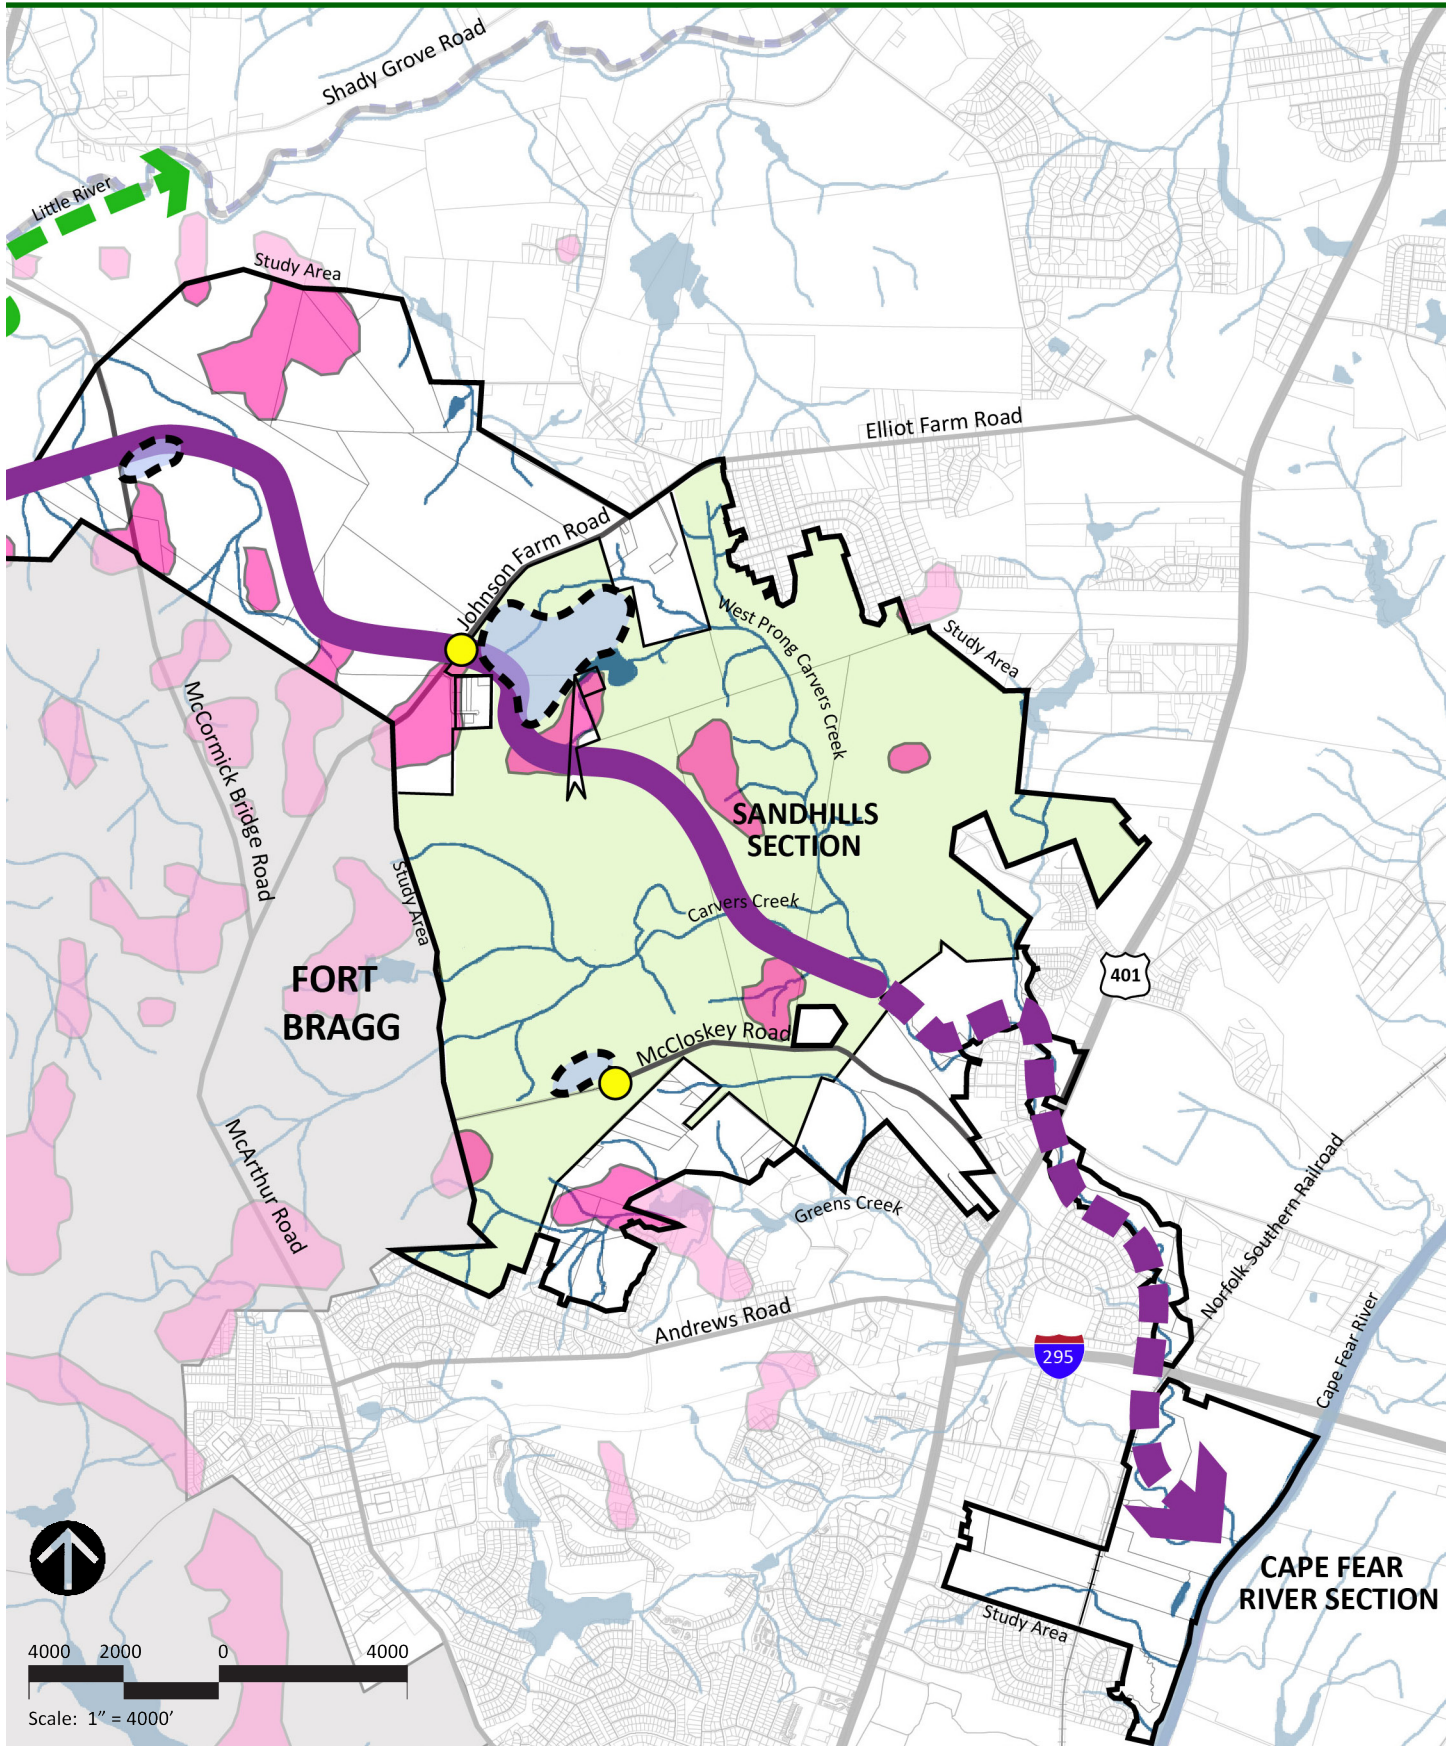 Shady Grove Road
Little River
Study Area
Elliot Farm Road
Johnson Farm Road
West Prong Carvers Creek
Study Area
McCormick Bridge Road
SANDHILLS
SECTION
Study Area
Carvers Creek
FORT
BRAGG
401
McCloskey Road
McArthur Road
Greens Creek
Norfolk Southern Railroad
Andrews Road
295
Cape Fear River
CAPE FEAR
RIVER SECTION
Study Area
4000 2000 0 4000
Scale: 1" = 4000'